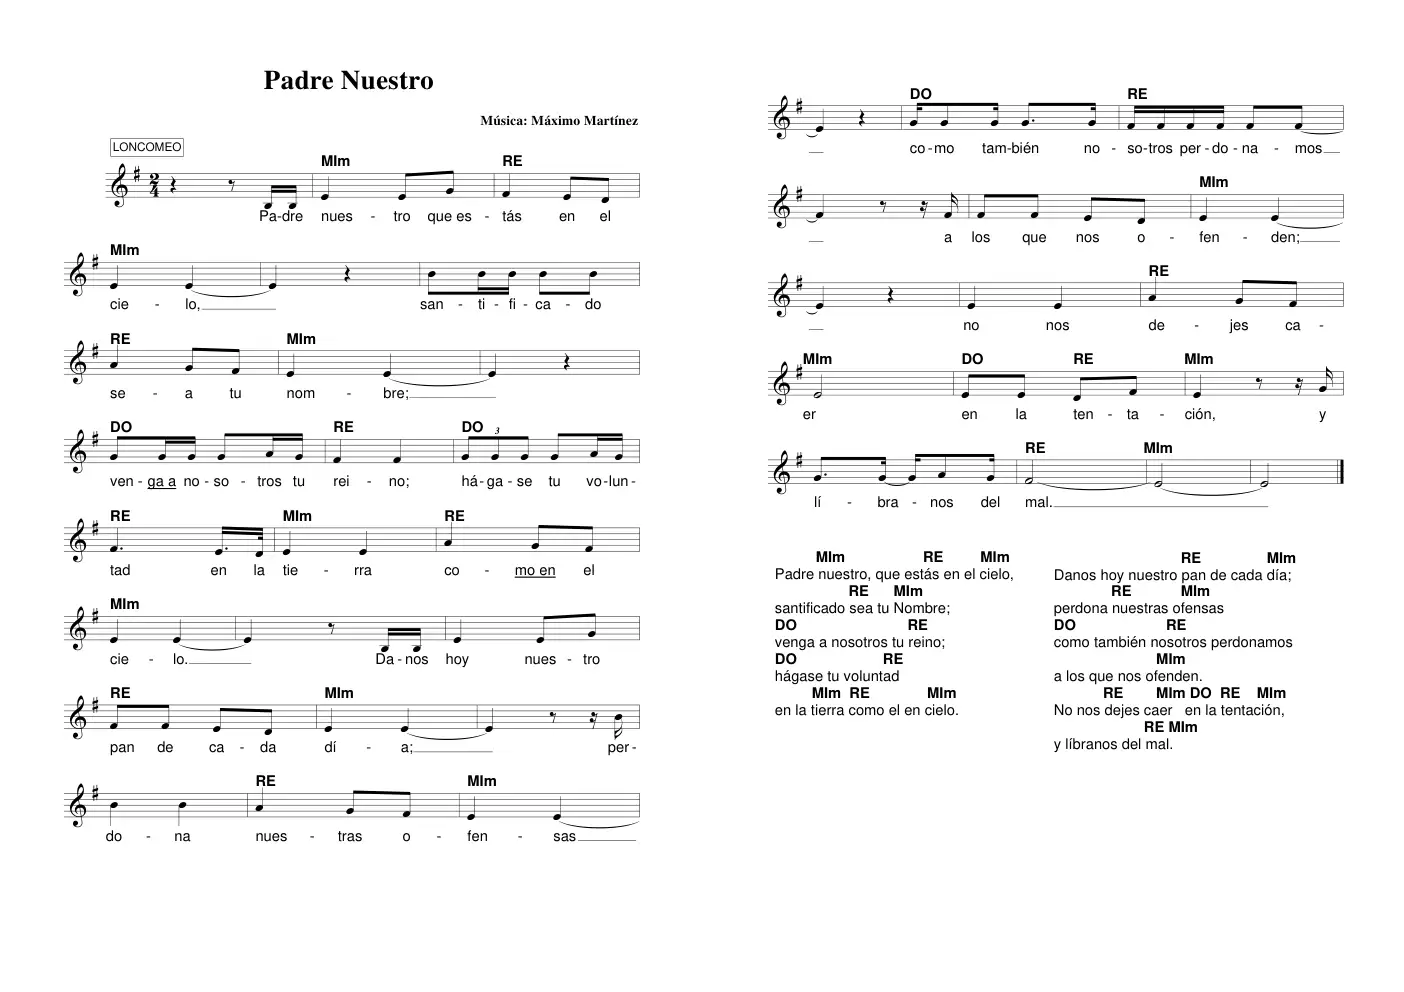 Padre Nuestro
Música: Máximo Martínez
LONCOMEO
MIm RE
Pa-dre nues - tro que es - tás en el
MIm
cie - lo, san - ti - fi - ca - do
RE MIm
se - a tu nom - bre;
DO RE DO 3
ven - ga a no - so - tros tu rei - no; há - ga - se tu vo - lun -
RE MIm RE
tad en la tie - rra co - mo en el
MIm
cie - lo. Da - nos hoy nues - tro
RE MIm
pan de ca - da dí - a; per -
RE MIm
do - na nues - tras o - fen - sas
DO RE
co - mo tam - bién no - so - tros per - do - na - mos
MIm
a los que nos o - fen - den;
RE
no nos de - jes ca -
MIm DO RE MIm
er en la ten - ta - ción, y
RE MIm
lí - bra - nos del mal.
MIm RE MIm
Padre nuestro, que estás en el cielo,
RE MIm
santificado sea tu Nombre;
DO RE
venga a nosotros tu reino;
DO RE
hágase tu voluntad
MIm RE MIm
en la tierra como el en cielo.
RE MIm
Danos hoy nuestro pan de cada día;
RE MIm
perdona nuestras ofensas
DO RE
como también nosotros perdonamos
MIm
a los que nos ofenden.
RE MIm DO RE MIm
No nos dejes caer en la tentación,
RE MIm
y líbranos del mal.